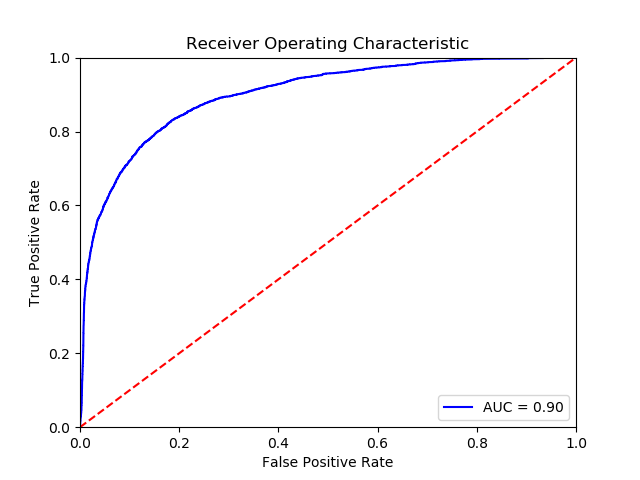 Receiver Operating Characteristic
True Positive Rate
1.0
0.8
0.6
0.4
0.2
0.0
AUC = 0.90
0.0 0.2 0.4 0.6 0.8 1.0
False Positive Rate